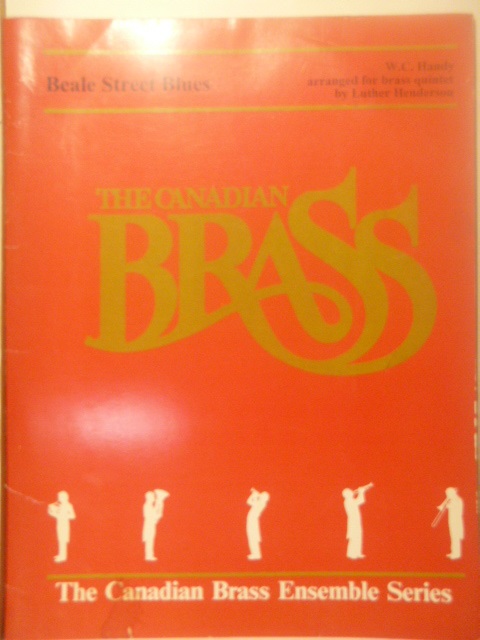 Beale Street Blues
W.C. Handy
arranged for brass quintet
by Luther Henderson
THE CANADIAN
BRASS
The Canadian Brass Ensemble Series